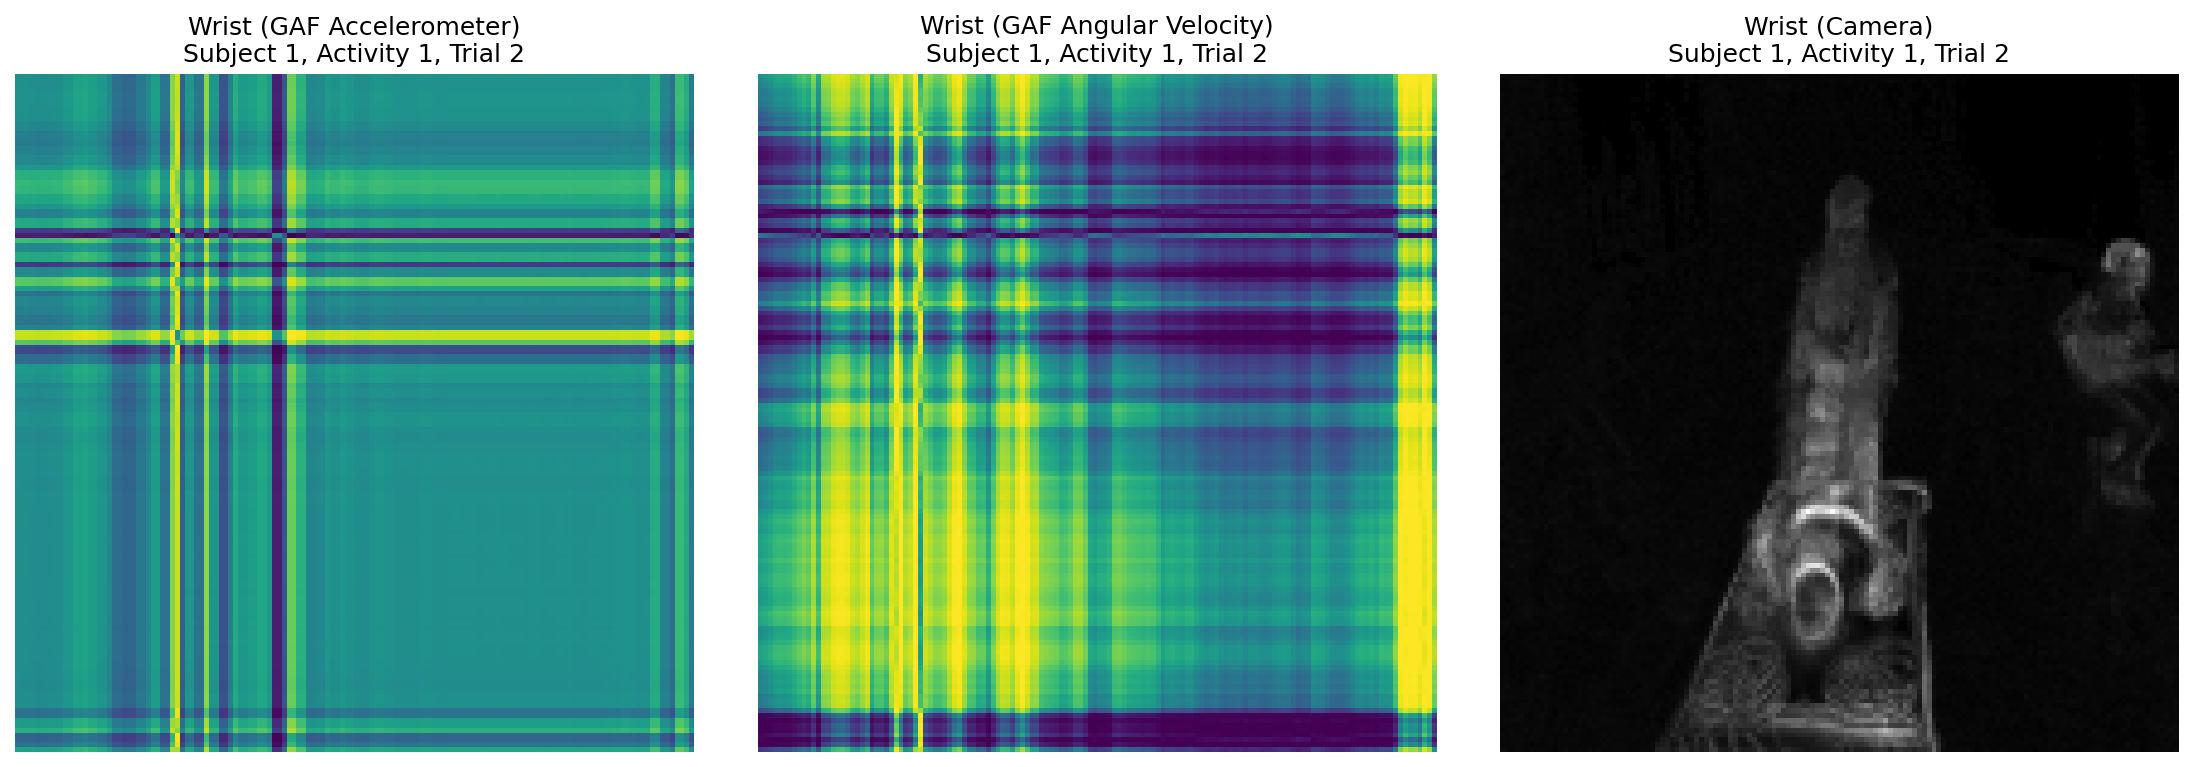 Wrist (GAF Accelerometer)
Subject 1, Activity 1, Trial 2
Wrist (GAF Angular Velocity)
Subject 1, Activity 1, Trial 2
Wrist (Camera)
Subject 1, Activity 1, Trial 2